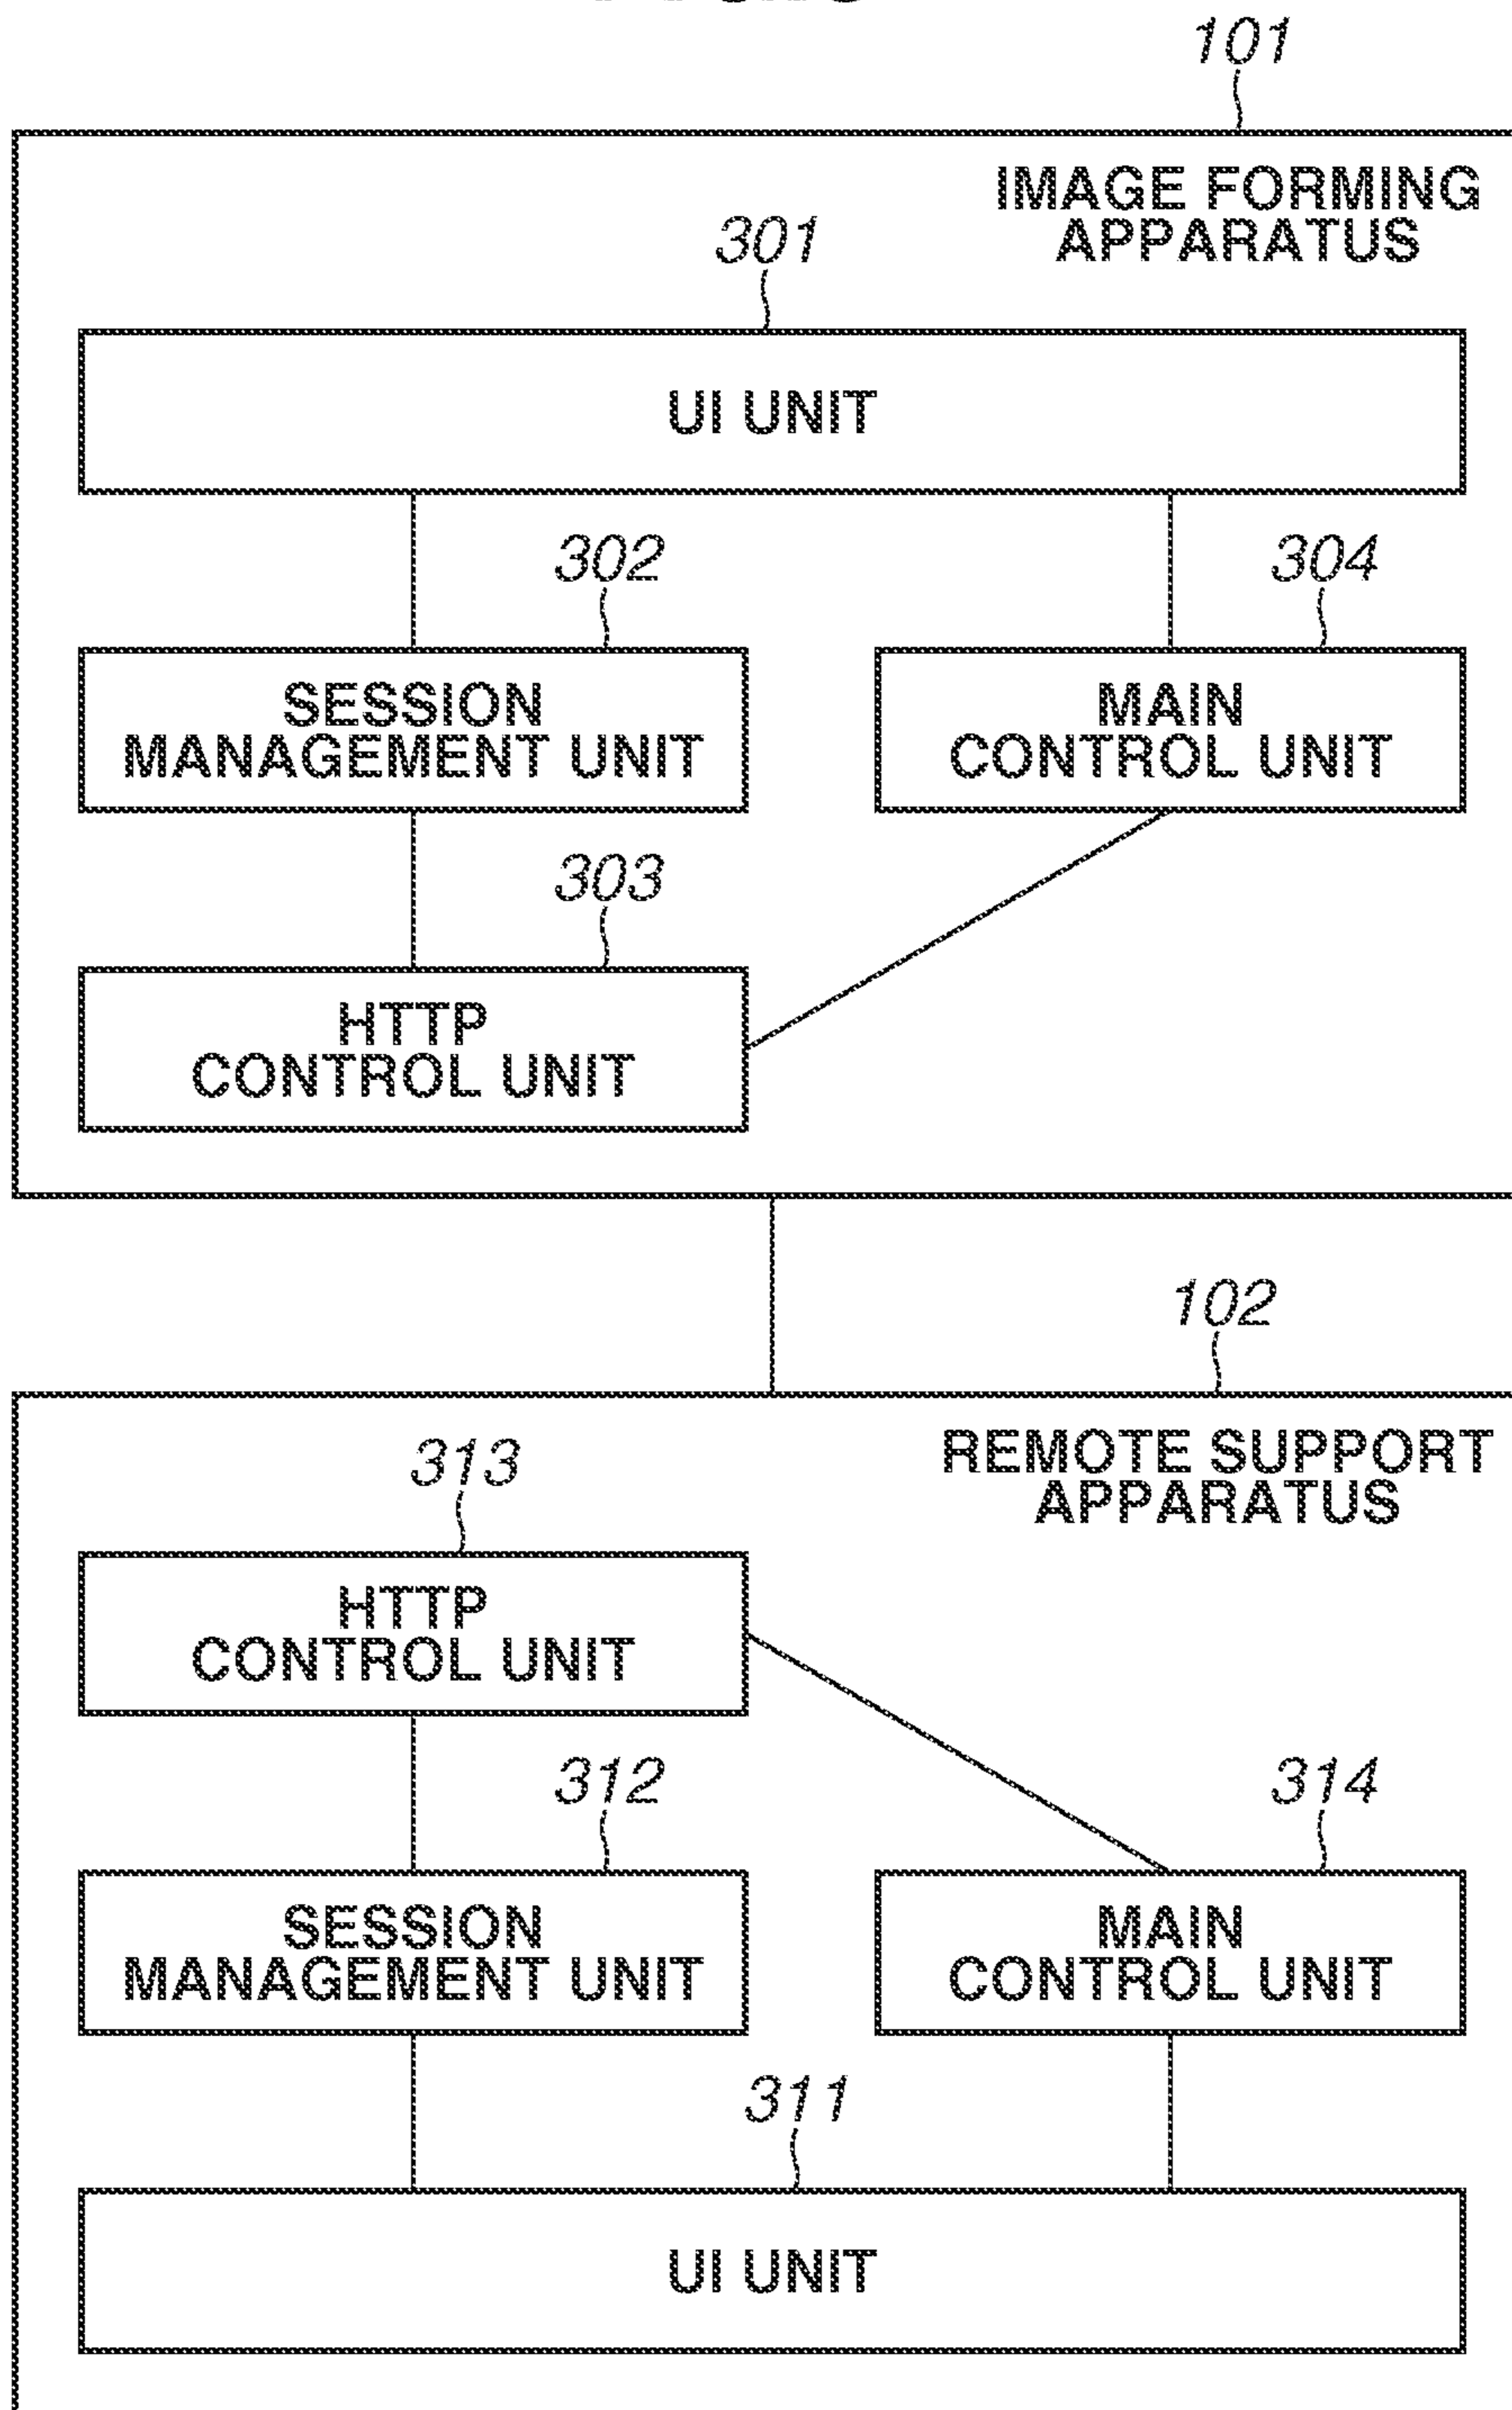 101
IMAGE FORMING
APPARATUS
301
UI UNIT
302
304
SESSION
MANAGEMENT UNIT
MAIN
CONTROL UNIT
303
HTTP
CONTROL UNIT
102
REMOTE SUPPORT
APPARATUS
313
HTTP
CONTROL UNIT
312
314
SESSION
MANAGEMENT UNIT
MAIN
CONTROL UNIT
311
UI UNIT